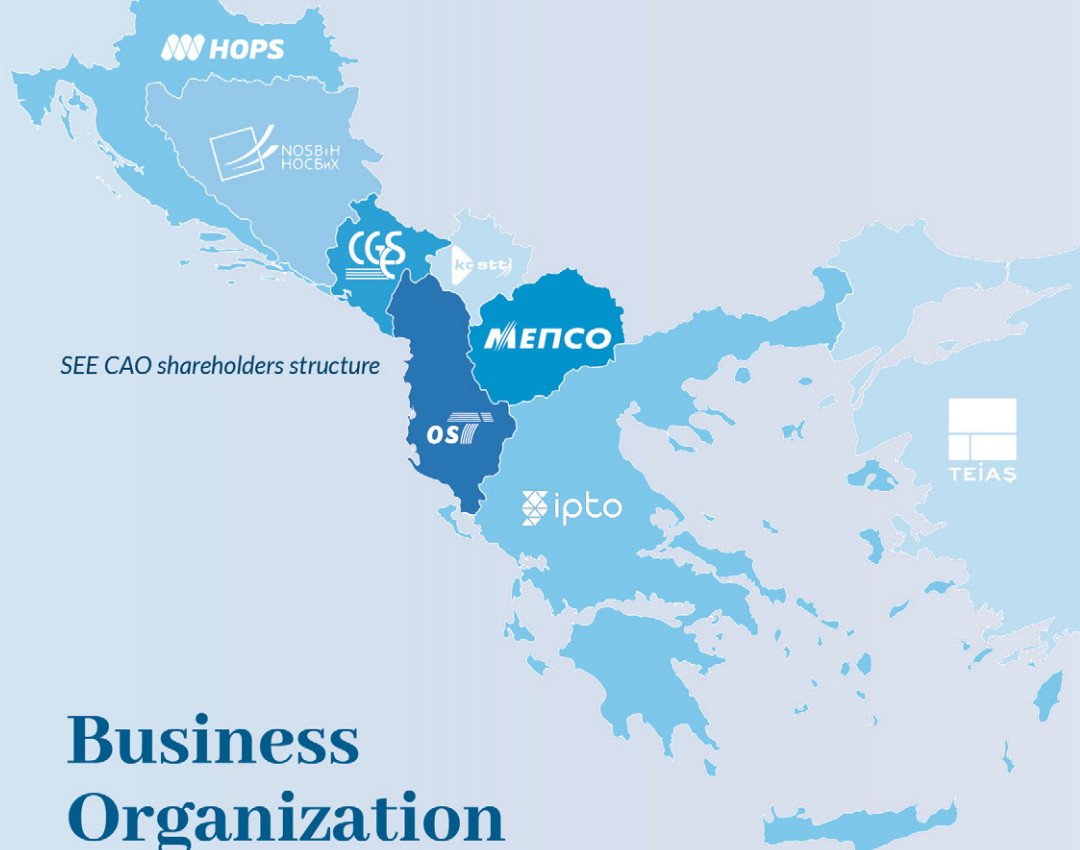 HOPS
NOSBiH
НОСБиХ
CGES
kostt
МЕПСО
SEE CAO shareholders structure
OST
TEİAŞ
ipto
Business
Organization